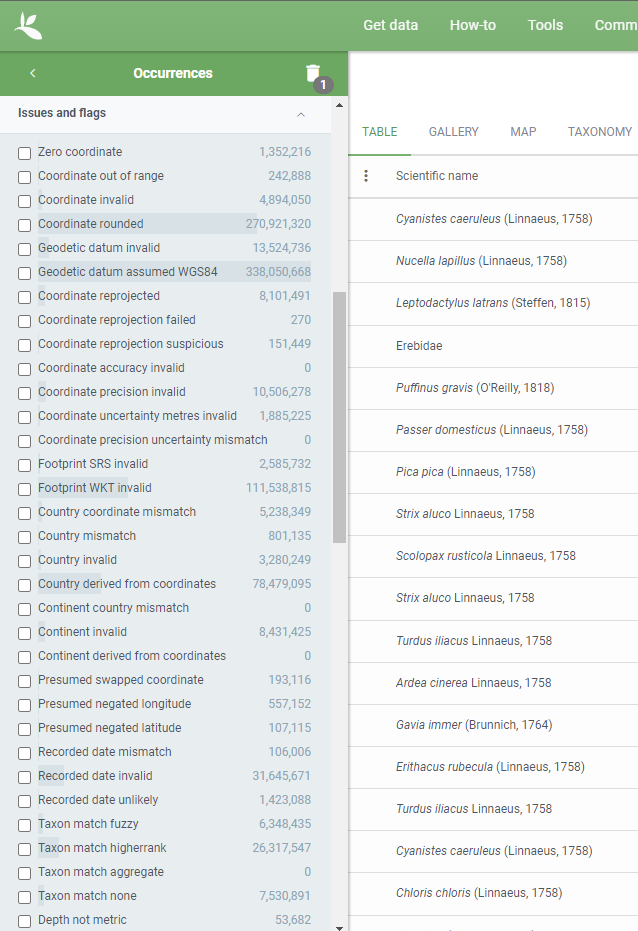 Get data How-to Tools Comm
Occurrences
1
Issues and flags
Zero coordinate 1,352,216
Coordinate out of range 242,888
Coordinate invalid 4,894,050
Coordinate rounded 270,921,320
Geodetic datum invalid 13,524,736
Geodetic datum assumed WGS84 338,050,668
Coordinate reprojected 8,101,491
Coordinate reprojection failed 270
Coordinate reprojection suspicious 151,449
Coordinate accuracy invalid 0
Coordinate precision invalid 10,506,278
Coordinate uncertainty metres invalid 1,885,225
Coordinate precision uncertainty mismatch 0
Footprint SRS invalid 2,585,732
Footprint WKT invalid 111,538,815
Country coordinate mismatch 5,238,349
Country mismatch 801,135
Country invalid 3,280,249
Country derived from coordinates 78,479,095
Continent country mismatch 0
Continent invalid 8,431,425
Continent derived from coordinates 0
Presumed swapped coordinate 193,116
Presumed negated longitude 557,152
Presumed negated latitude 107,115
Recorded date mismatch 106,006
Recorded date invalid 31,645,671
Recorded date unlikely 1,423,088
Taxon match fuzzy 6,348,435
Taxon match higherrank 26,317,547
Taxon match aggregate 0
Taxon match none 7,530,891
Depth not metric 53,682
TABLE GALLERY MAP TAXONOMY
Scientific name
Cyanistes caeruleus (Linnaeus, 1758)
Nucella lapillus (Linnaeus, 1758)
Leptodactylus latrans (Steffen, 1815)
Erebidae
Puffinus gravis (O'Reilly, 1818)
Passer domesticus (Linnaeus, 1758)
Pica pica (Linnaeus, 1758)
Strix aluco Linnaeus, 1758
Scolopax rusticola Linnaeus, 1758
Strix aluco Linnaeus, 1758
Turdus iliacus Linnaeus, 1758
Ardea cinerea Linnaeus, 1758
Gavia immer (Brunnich, 1764)
Erithacus rubecula (Linnaeus, 1758)
Turdus iliacus Linnaeus, 1758
Cyanistes caeruleus (Linnaeus, 1758)
Chloris chloris (Linnaeus, 1758)